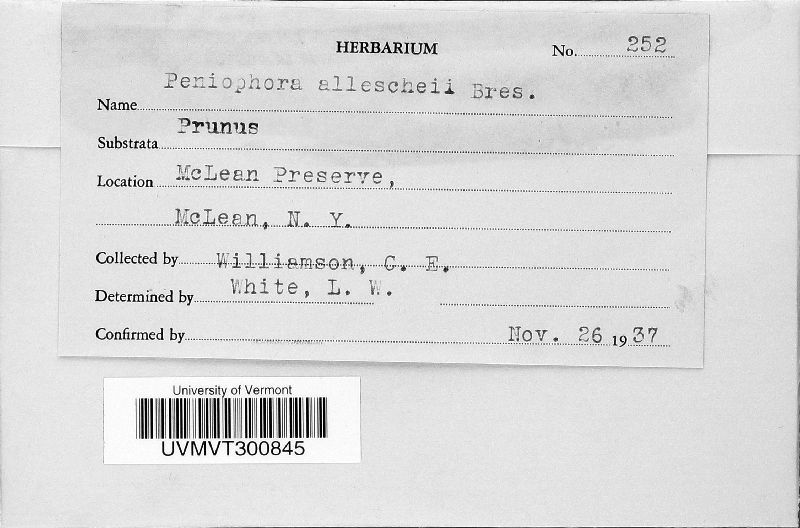 HERBARIUM No. 252
Name Peniophora allescheii Bres.
Substrata Prunus
Location McLean Preserve,
McLean, N. Y.
Collected by Williamson, C. E.
Determined by White, L. W.
Confirmed by Nov. 26 1937
University of Vermont
UVMVT300845